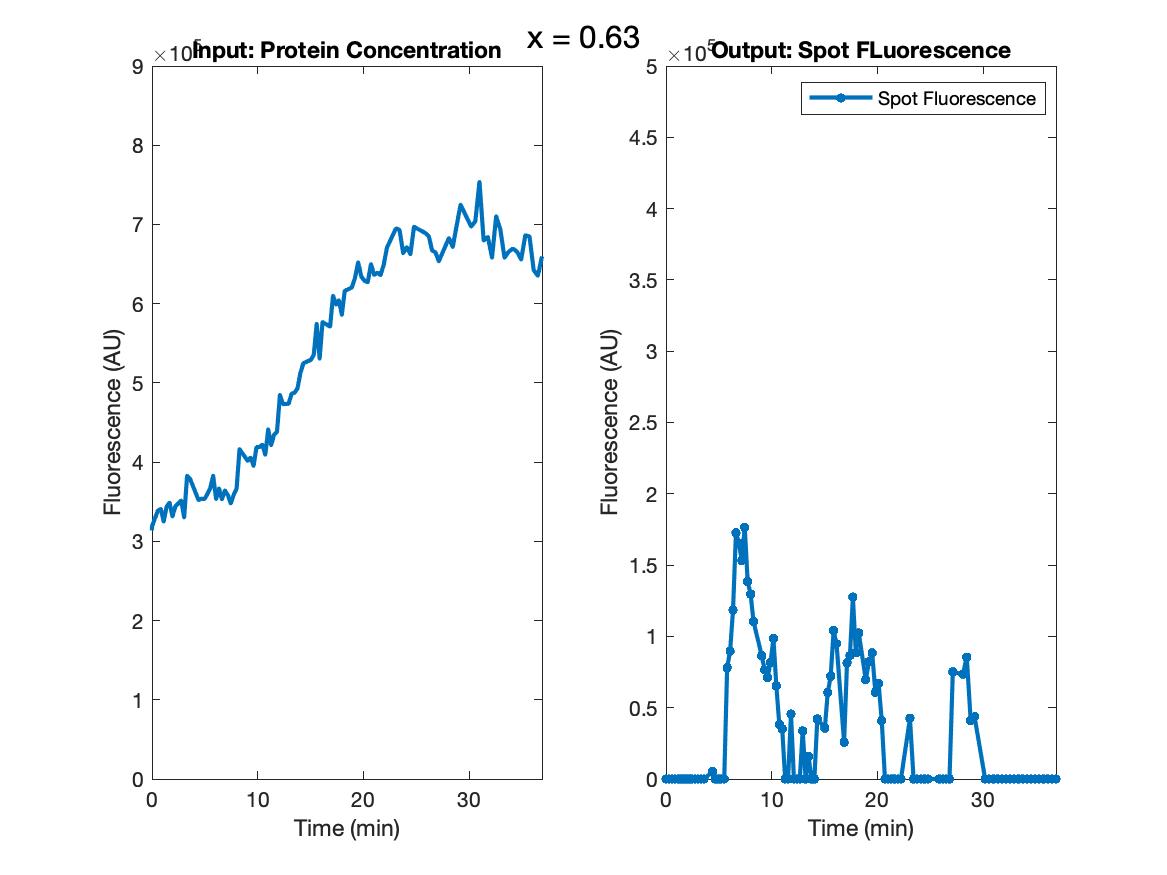 x = 0.63
×10⁵
Input: Protein Concentration
9
8
7
6
5
4
3
2
1
0
Fluorescence (AU)
0 10 20 30
Time (min)
×10⁵
Output: Spot FLuorescence
Spot Fluorescence
5
4.5
4
3.5
3
2.5
2
1.5
1
0.5
0
Fluorescence (AU)
0 10 20 30
Time (min)